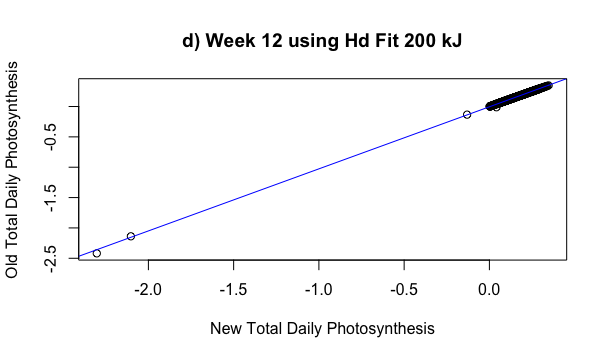 d) Week 12 using Hd Fit 200 kJ
Old Total Daily Photosynthesis
-0.5
-1.5
-2.5
-2.0 -1.5 -1.0 -0.5 0.0
New Total Daily Photosynthesis